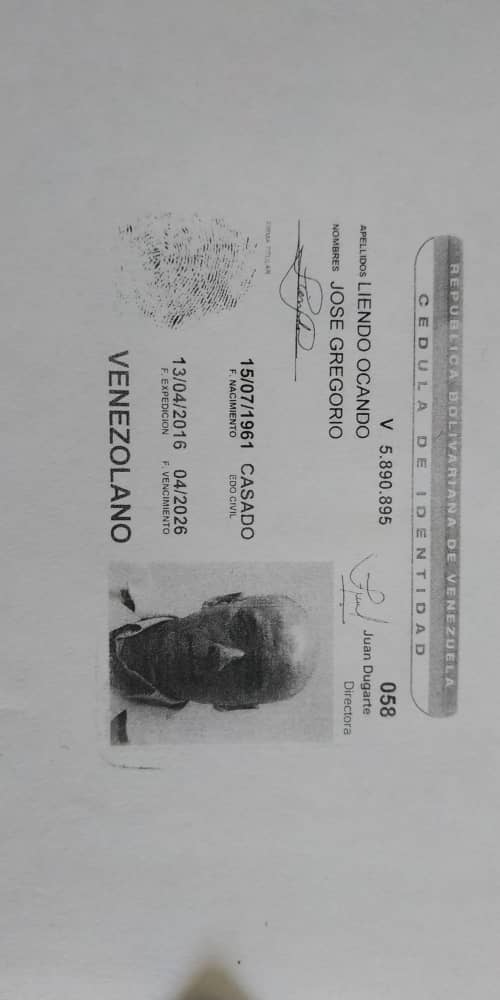 REPUBLICA BOLIVARIANA DE VENEZUELA
CEDULA DE IDENTIDAD
V 5.890.895
058
APELLIDOS LIENDO OCANDO
Juan Dugarte
Directora
NOMBRES JOSE GREGORIO
FIRMA TITULAR
15/07/1961 CASADO
F. NACIMIENTO EDO CIVIL
13/04/2016 04/2026
F. EXPEDICION F. VENCIMIENTO
VENEZOLANO